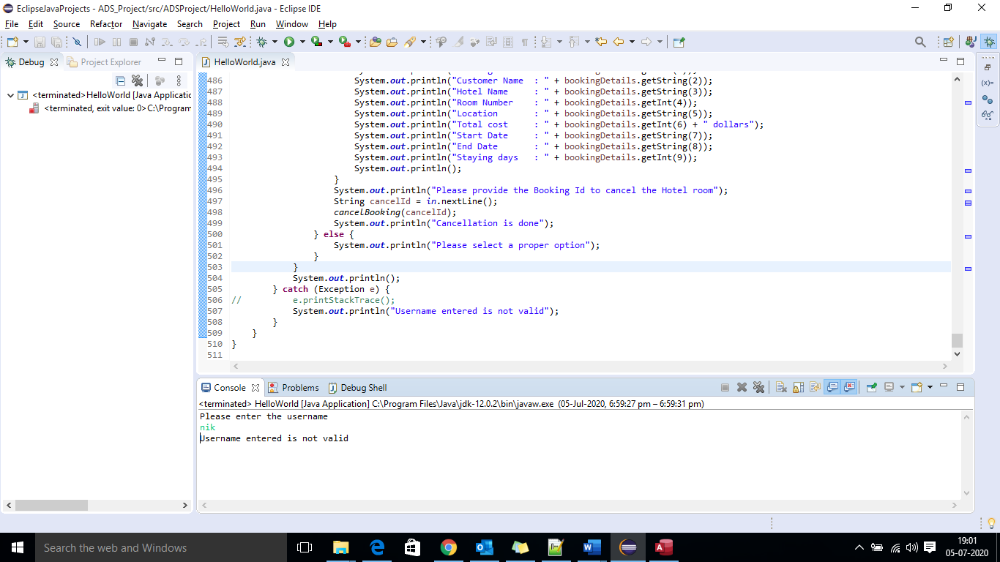 EclipseJavaProjects - ADS_Project/src/ADSProject/HelloWorld.java - Eclipse IDE
File Edit Source Refactor Navigate Search Project Run Window Help
Debug Project Explorer
HelloWorld.java
<terminated>HelloWorld [Java Applicatic
<terminated, exit value: 0>C:\Program
486 System.out.println("Customer Name  : " + bookingDetails.getString(2));
487 System.out.println("Hotel Name     : " + bookingDetails.getString(3));
488 System.out.println("Room Number    : " + bookingDetails.getInt(4));
489 System.out.println("Location       : " + bookingDetails.getString(5));
490 System.out.println("Total cost     : " + bookingDetails.getInt(6) + " dollars");
491 System.out.println("Start Date     : " + bookingDetails.getString(7));
492 System.out.println("End Date       : " + bookingDetails.getString(8));
493 System.out.println("Staying days   : " + bookingDetails.getInt(9));
494 System.out.println();
495 }
496 System.out.println("Please provide the Booking Id to cancel the Hotel room");
497 String cancelId = in.nextLine();
498 cancelBooking(cancelId);
499 System.out.println("Cancellation is done");
500 } else {
501 System.out.println("Please select a proper option");
502 }
503 }
504 System.out.println();
505 } catch (Exception e) {
506 // e.printStackTrace();
507 System.out.println("Username entered is not valid");
508 }
509 }
510 }
511
Console Problems Debug Shell
<terminated> HelloWorld [Java Application] C:\Program Files\Java\jdk-12.0.2\bin\javaw.exe (05-Jul-2020, 6:59:27 pm – 6:59:31 pm)
Please enter the username
nik
Username entered is not valid
Search the web and Windows
19:01
05-07-2020